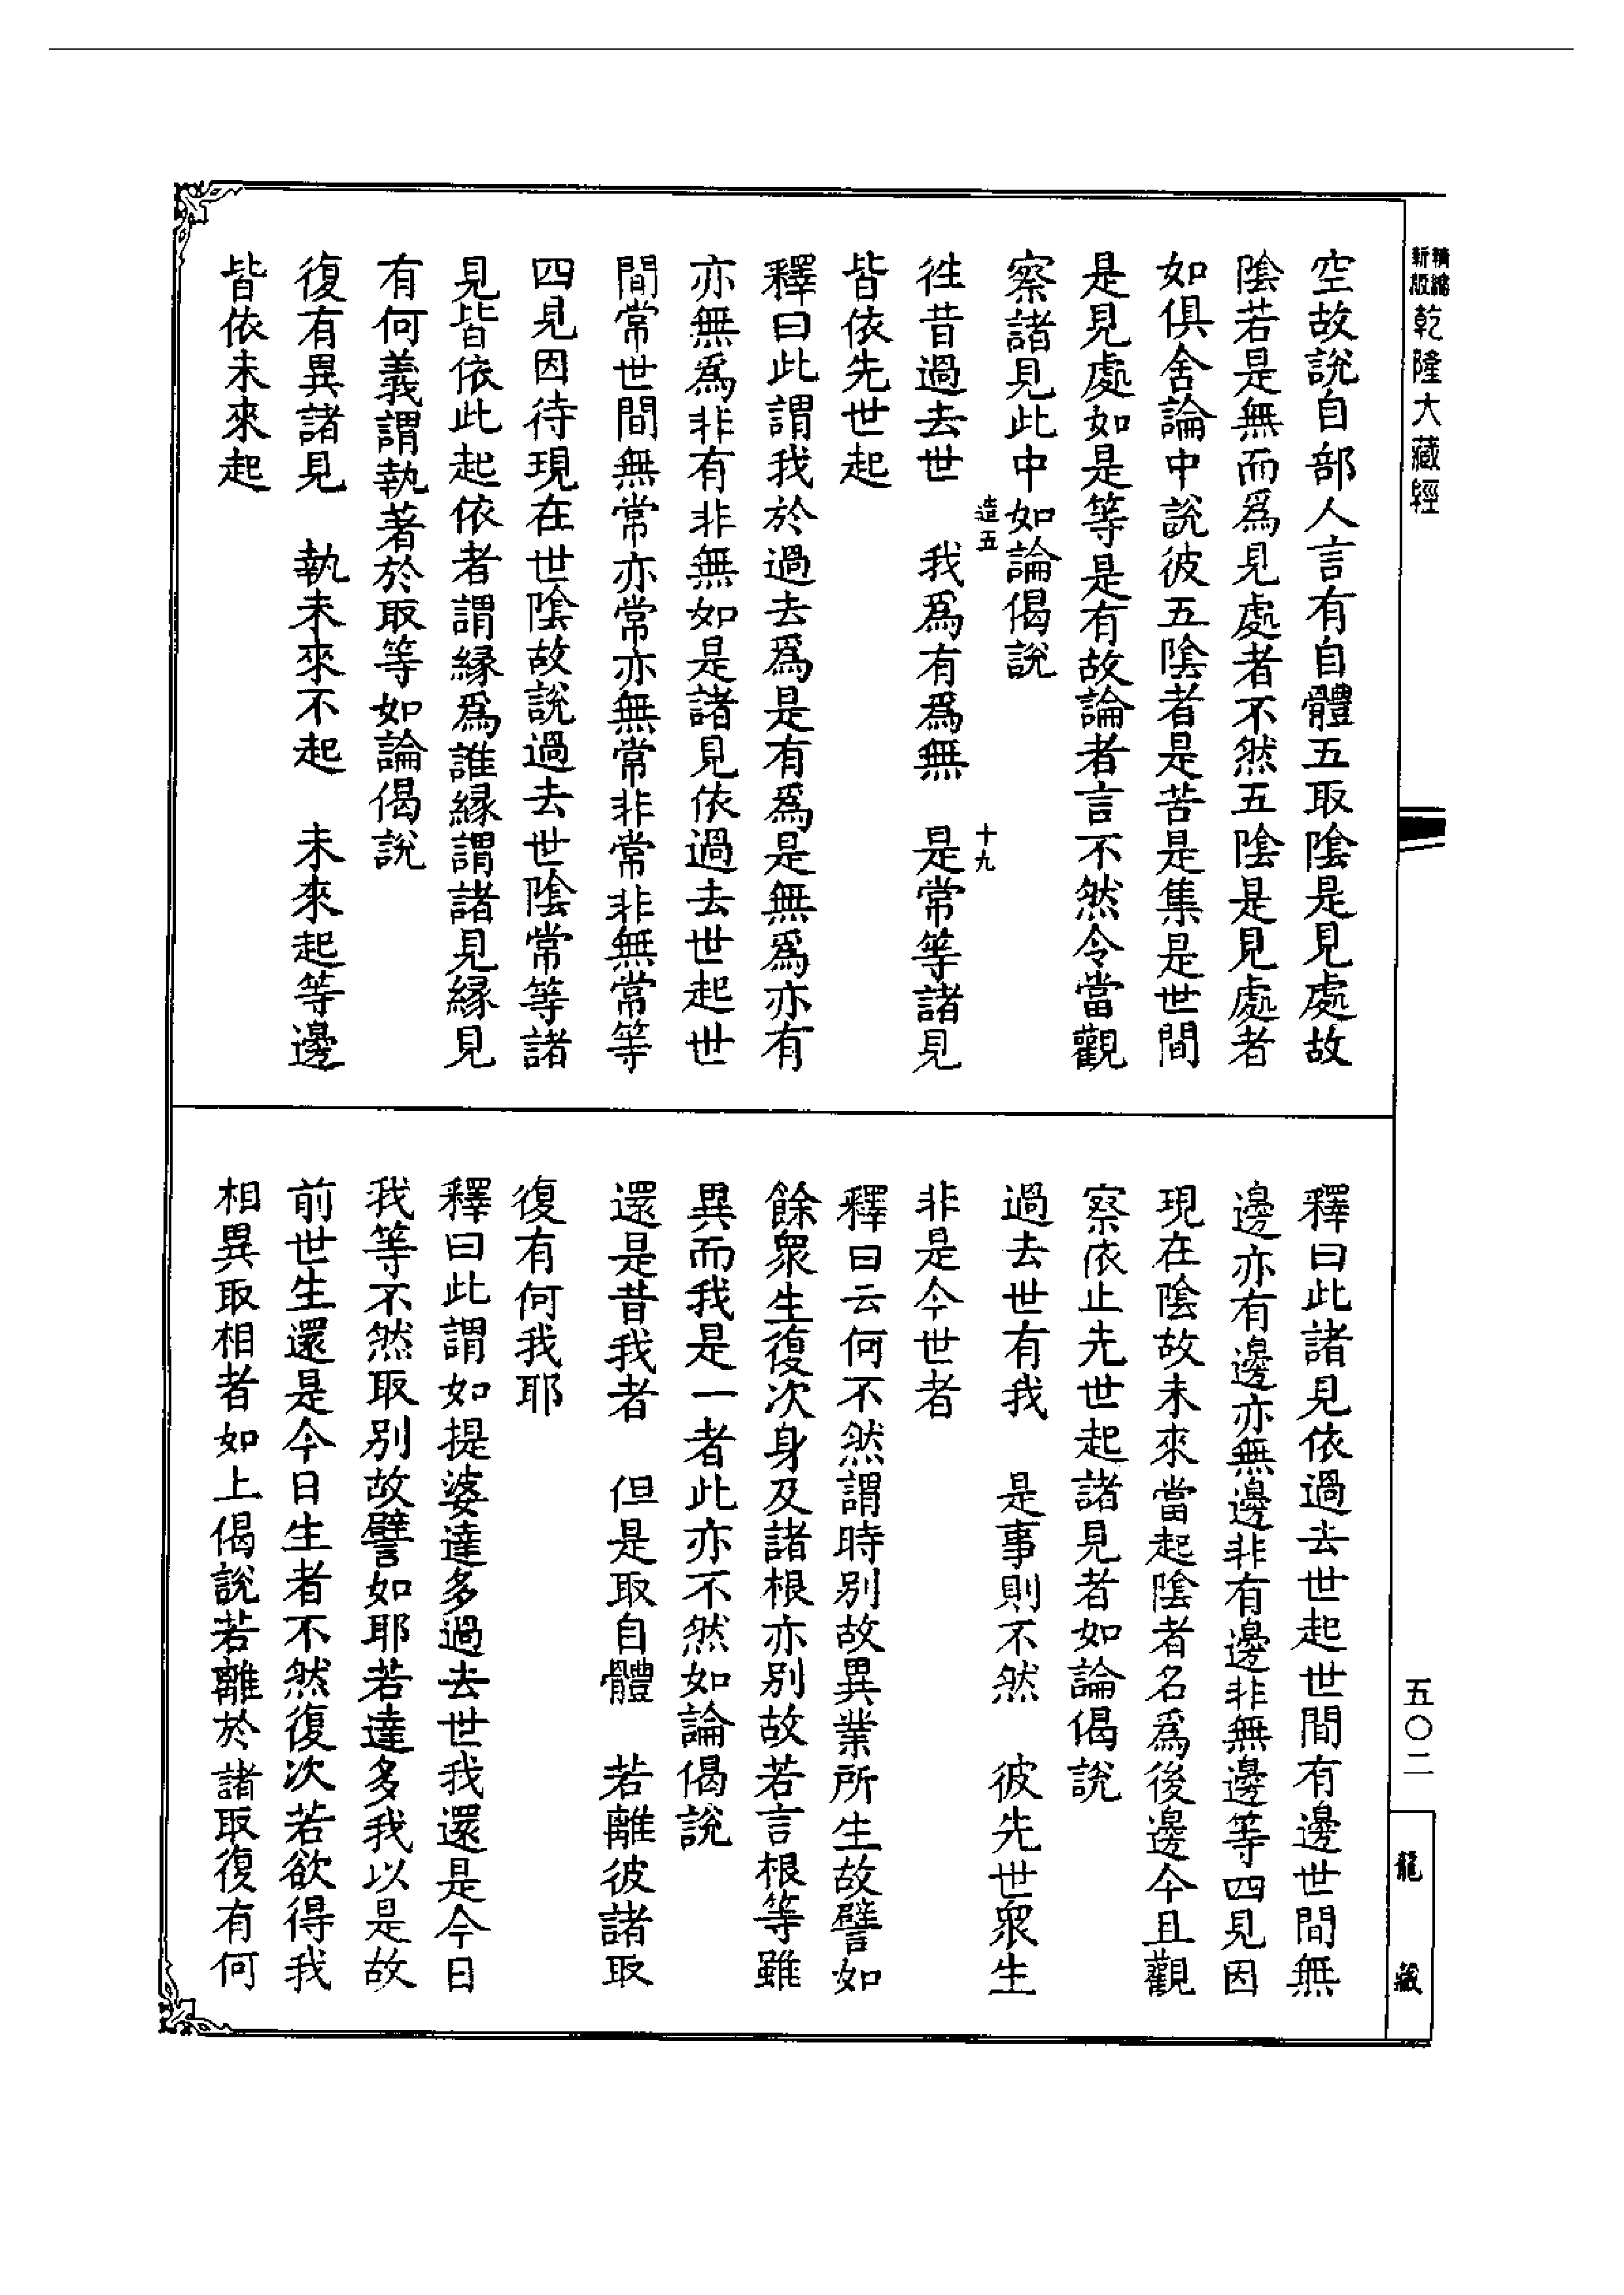 精縮
新版
乾隆大藏經
空故說自部人言有自體五取陰是見處故
陰若是無而爲見處者不然五陰是見處者
如俱舍論中說彼五陰者是苦是集是世間
是見處如是等是有故論者言不然令當觀
察諸見此中如論偈說
造五
十九
徃昔過去世　我爲有爲無　是常等諸見
皆依先世起
釋曰此謂我於過去爲是有爲是無爲亦有
亦無爲非有非無如是諸見依過去世起世
間常世間無常亦常亦無常非常非無常等
四見因待現在世陰故說過去世陰常等諸
見皆依此起依者謂緣爲誰緣謂諸見緣見
有何義謂執著於取等如論偈說
復有異諸見　執未來不起　未來起等邊
皆依未來起
釋曰此諸見依過去世起世間有邊世間無
邊亦有邊亦無邊非有邊非無邊等四見因
現在陰故未來當起陰者名爲後邊今且觀
察依止先世起諸見者如論偈說
過去世有我　是事則不然　彼先世衆生
非是今世者
釋曰云何不然謂時別故異業所生故譬如
餘衆生復次身及諸根亦別故若言根等雖
異而我是一者此亦不然如論偈說
還是昔我者　但是取自體　若離彼諸取
復有何我耶
釋曰此謂如提婆達多過去世我還是今日
我等不然取別故譬如耶若達多我以是故
前世生還是今日生者不然復次若欲得我
相異取相者如上偈說若離於諸取復有何
五〇二
龍藏